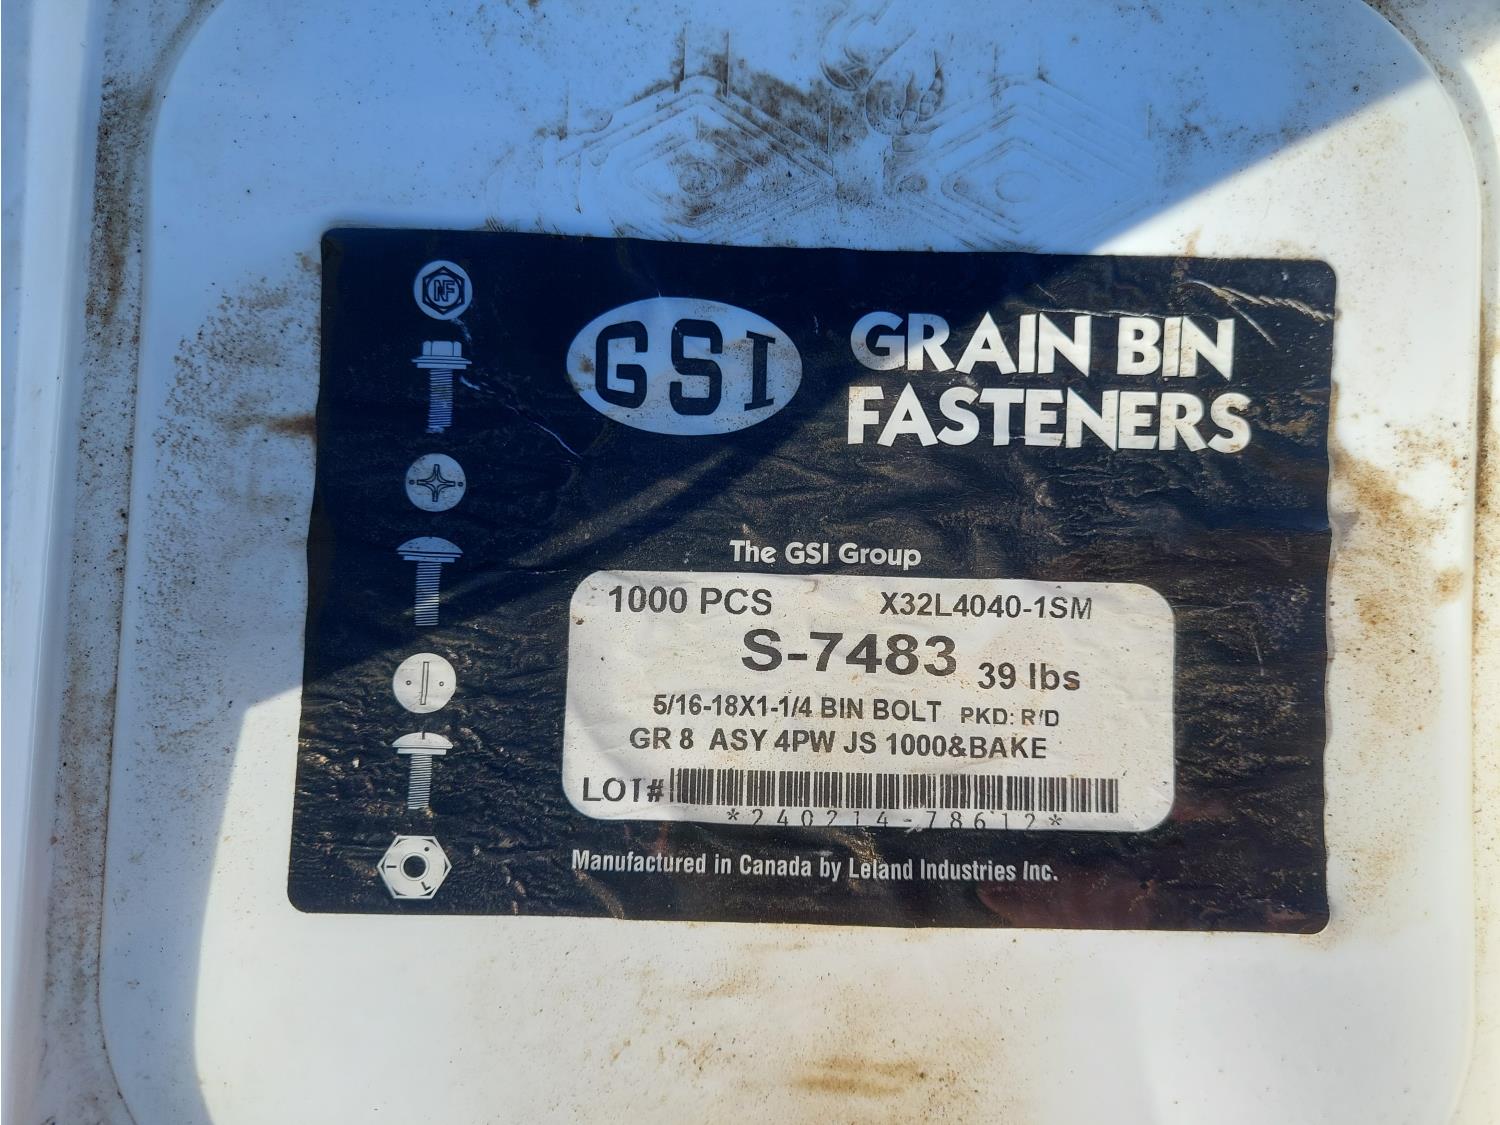 NF
GSI
GRAIN BIN
FASTENERS
The GSI Group
1000 PCS X32L4040-1SM
S-7483 39 lbs
5/16-18X1-1/4 BIN BOLT PKD: R/D
GR 8 ASY 4PW JS 1000&BAKE
LOT#
*240214-78612*
Manufactured in Canada by Leland Industries Inc.